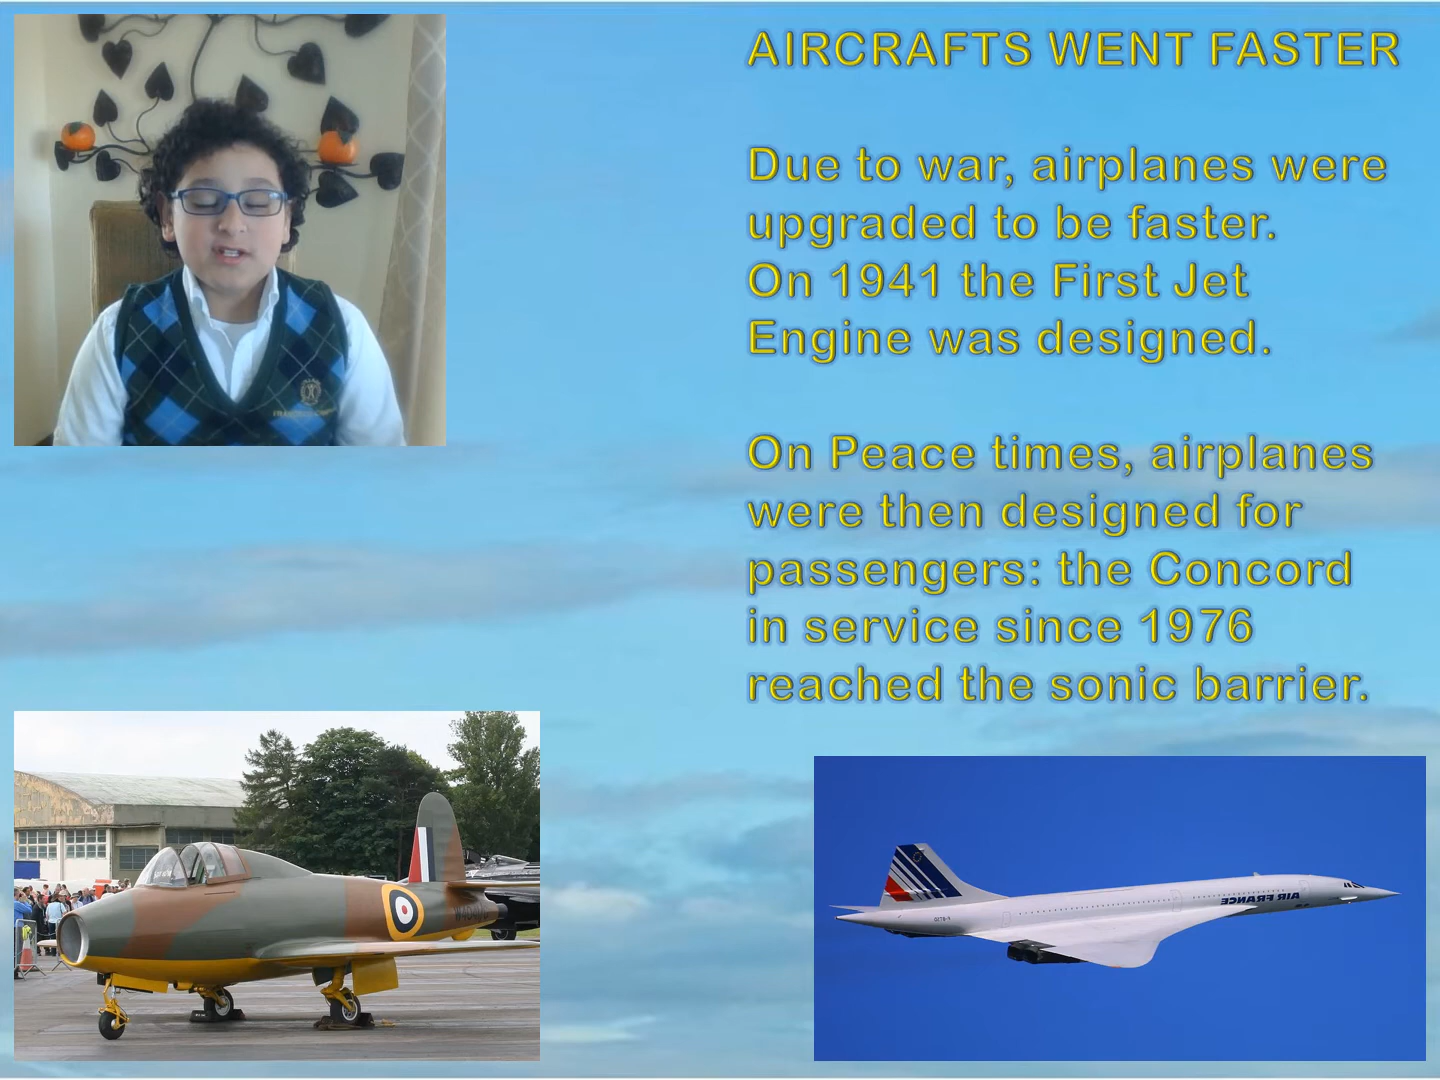 AIRCRAFTS WENT FASTER
Due to war, airplanes were
upgraded to be faster.
On 1941 the First Jet
Engine was designed.
On Peace times, airplanes
were then designed for
passengers: the Concord
in service since 1976
reached the sonic barrier.
AIR FRANCE